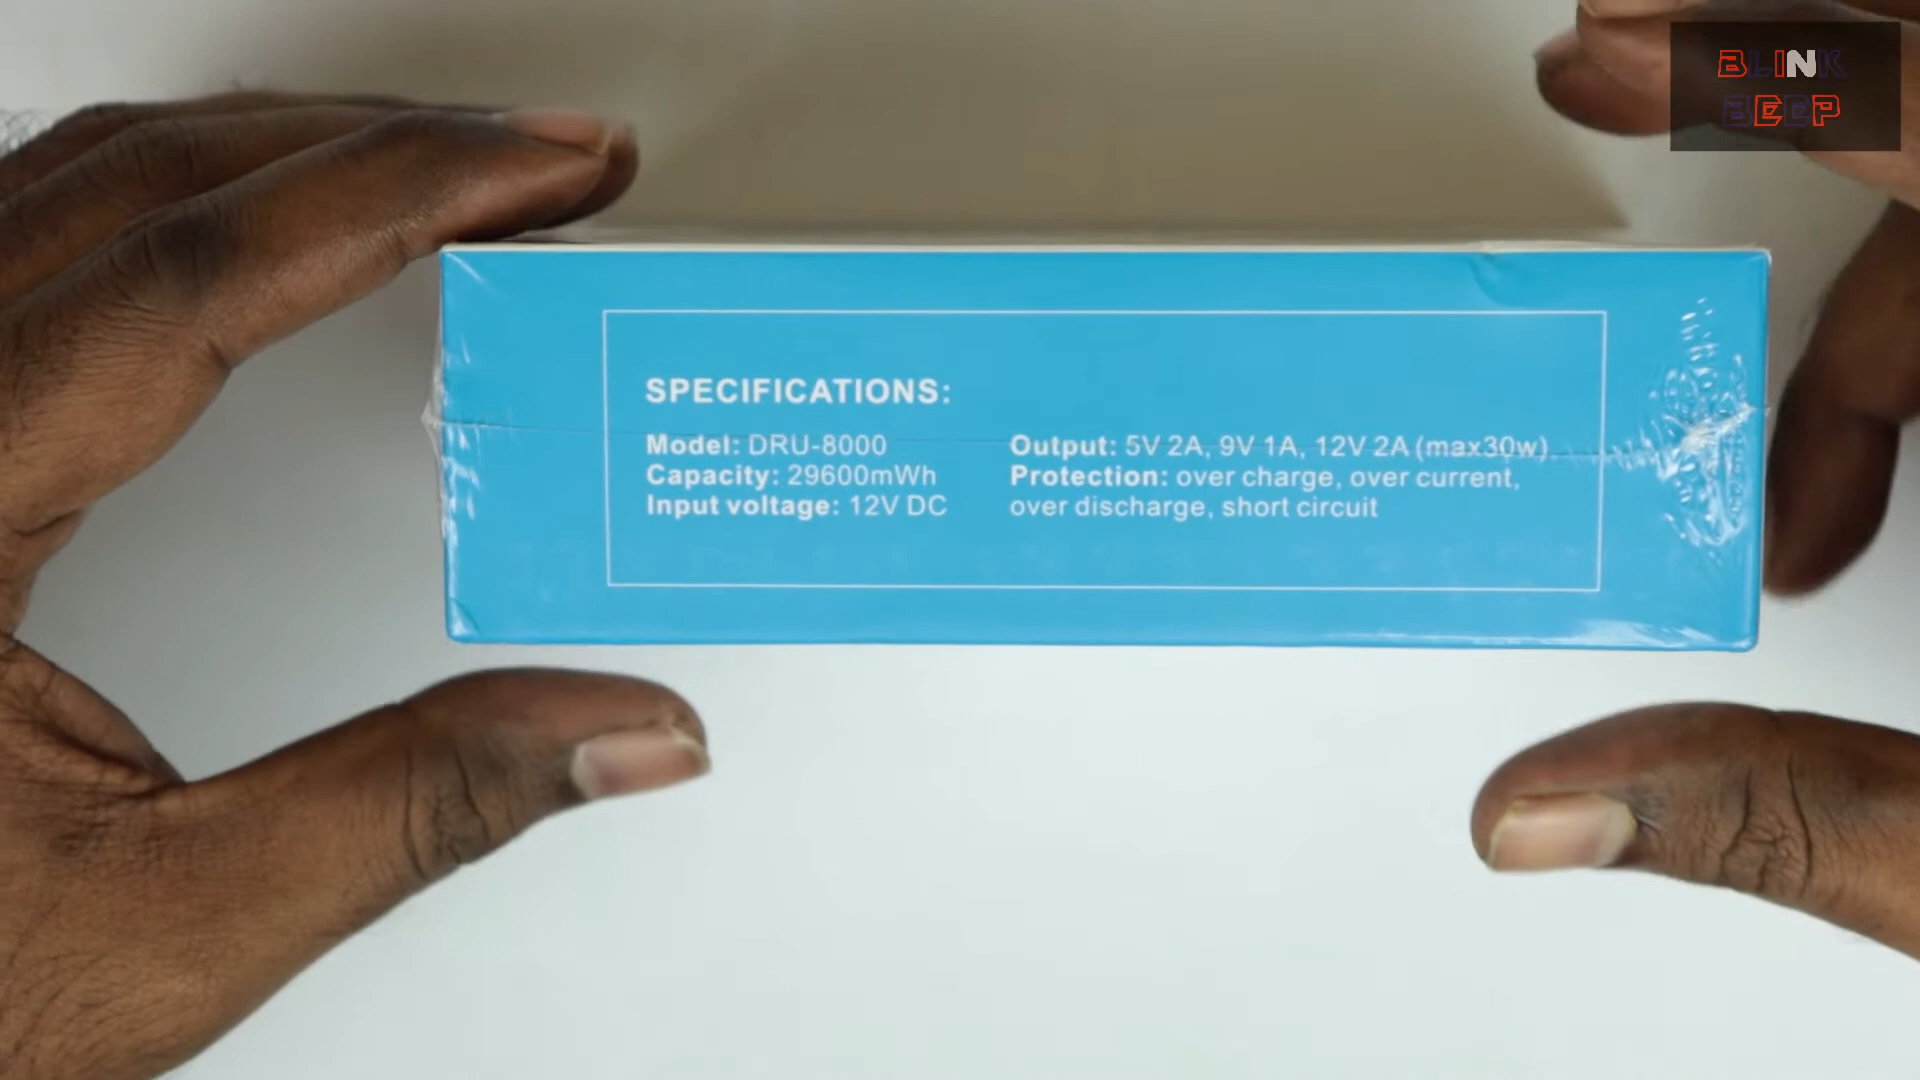 BLINK
BEEP
SPECIFICATIONS:
Model: DRU-8000
Capacity: 29600mWh
Input voltage: 12V DC
Output: 5V 2A, 9V 1A, 12V 2A (max30w)
Protection: over charge, over current,
over discharge, short circuit